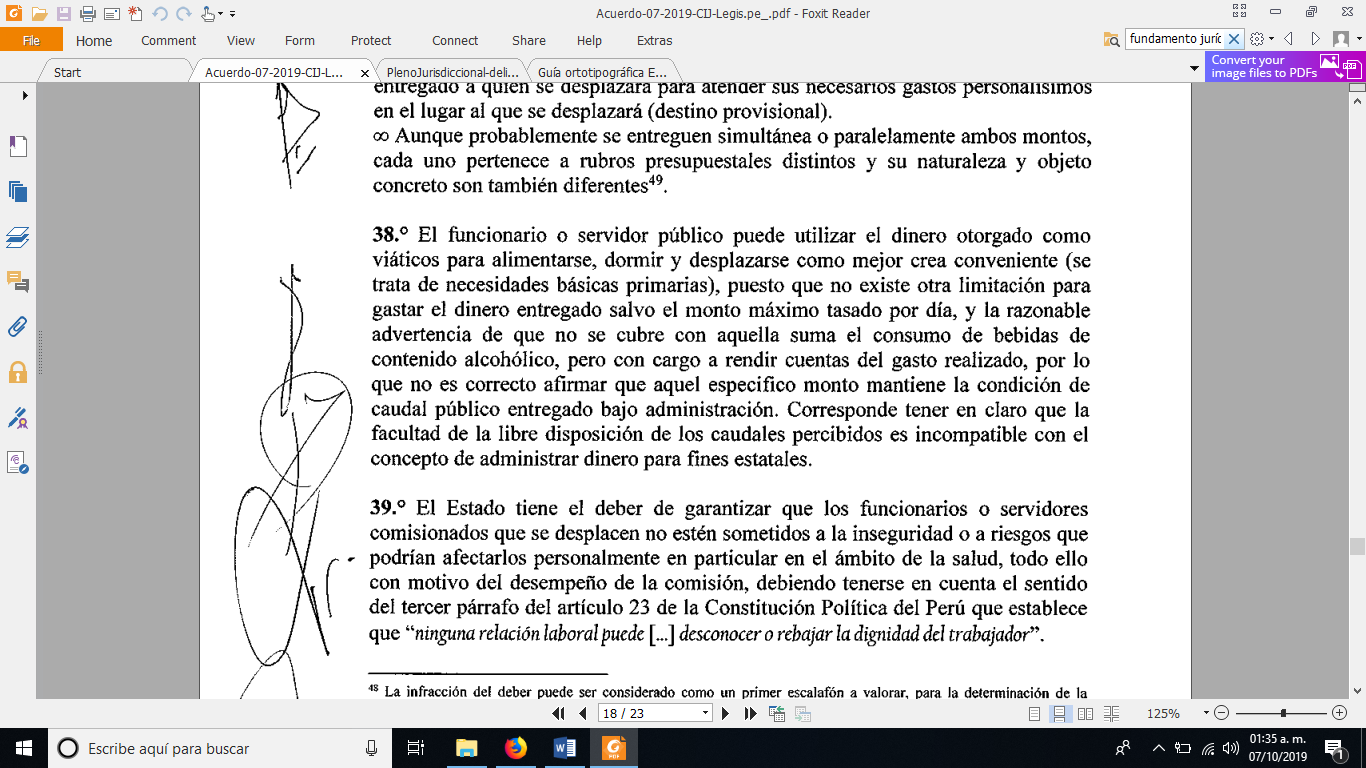 Acuerdo-07-2019-CIJ-Legis.pe_.pdf - Foxit Reader
File Home Comment View Form Protect Connect Share Help Extras
fundamento juríc
Start Acuerdo-07-2019-CIJ-L... PlenoJurisdiccional-deli... Guía ortotipográfica E...
Convert your
image files to PDFs
entregado a quien se desplazará para atender sus necesarios gastos personalísimos
en el lugar al que se desplazará (destino provisional).
∞ Aunque probablemente se entreguen simultánea o paralelamente ambos montos,
cada uno pertenece a rubros presupuestales distintos y su naturaleza y objeto
concreto son también diferentes⁴⁹.
38.° El funcionario o servidor público puede utilizar el dinero otorgado como
viáticos para alimentarse, dormir y desplazarse como mejor crea conveniente (se
trata de necesidades básicas primarias), puesto que no existe otra limitación para
gastar el dinero entregado salvo el monto máximo tasado por día, y la razonable
advertencia de que no se cubre con aquella suma el consumo de bebidas de
contenido alcohólico, pero con cargo a rendir cuentas del gasto realizado, por lo
que no es correcto afirmar que aquel especifico monto mantiene la condición de
caudal público entregado bajo administración. Corresponde tener en claro que la
facultad de la libre disposición de los caudales percibidos es incompatible con el
concepto de administrar dinero para fines estatales.
39.° El Estado tiene el deber de garantizar que los funcionarios o servidores
comisionados que se desplacen no estén sometidos a la inseguridad o a riesgos que
podrían afectarlos personalmente en particular en el ámbito de la salud, todo ello
con motivo del desempeño de la comisión, debiendo tenerse en cuenta el sentido
del tercer párrafo del artículo 23 de la Constitución Política del Perú que establece
que “ninguna relación laboral puede [...] desconocer o rebajar la dignidad del trabajador”.
⁴⁸ La infracción del deber puede ser considerado como un primer escalafón a valorar, para la determinación de la
18 / 23
125%
Escribe aquí para buscar
01:35 a. m.
07/10/2019